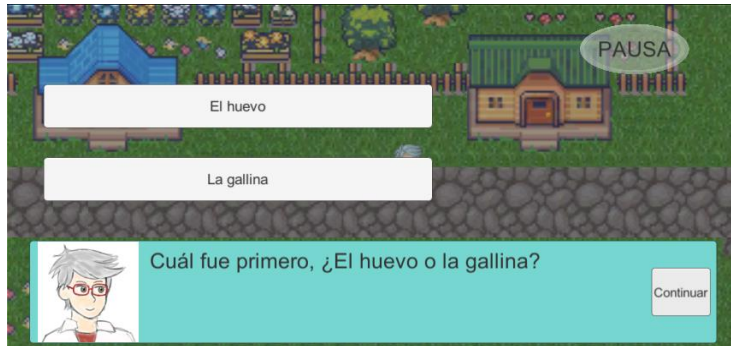 PAUSA
El huevo
La gallina
Cuál fue primero, ¿El huevo o la gallina?
Continuar